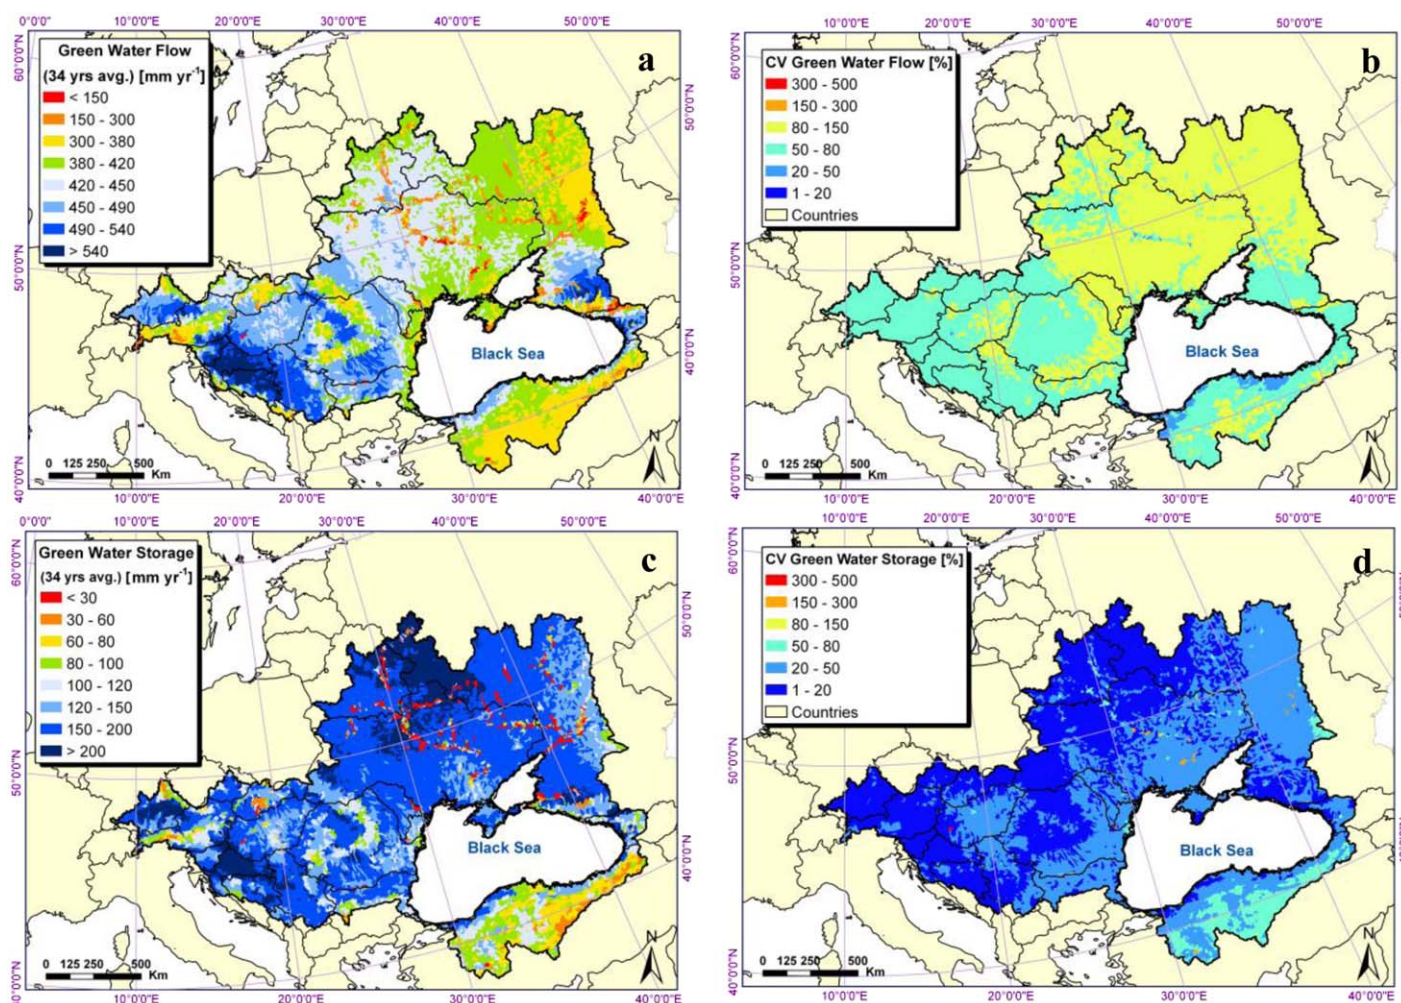 0°0'0" 10°0'0"E 20°0'0"E 30°0'0"E 40°0'0"E 50°0'0"E
Green Water Flow
(34 yrs avg.) [mm yr-1]
< 150
150 - 300
300 - 380
380 - 420
420 - 450
450 - 490
490 - 540
> 540
a
60°0'0"N
50°0'0"N
40°0'0"N
50°0'0"N
40°0'0"N
Black Sea
N
0 125 250 500
Km
10°0'0"E 20°0'0"E 30°0'0"E 40°0'0"E
10°0'0"E 20°0'0"E 30°0'0"E 40°0'0"E 50°0'0"E
CV Green Water Flow [%]
300 - 500
150 - 300
80 - 150
50 - 80
20 - 50
1 - 20
Countries
b
60°0'0"N
50°0'0"N
40°0'0"N
Black Sea
N
0 125 250 500
Km
10°0'0"E 20°0'0"E 30°0'0"E 40°0'0"E
0°0'0" 10°0'0"E 20°0'0"E 30°0'0"E 40°0'0"E 50°0'0"E
Green Water Storage
(34 yrs avg.) [mm yr-1]
< 30
30 - 60
60 - 80
80 - 100
100 - 120
120 - 150
150 - 200
> 200
c
60°0'0"N
50°0'0"N
50°0'0"N
40°0'0"N
Black Sea
N
0 125 250 500
Km
10°0'0"E 20°0'0"E 30°0'0"E 40°0'0"E
10°0'0"E 20°0'0"E 30°0'0"E 40°0'0"E 50°0'0"E
CV Green Water Storage [%]
300 - 500
150 - 300
80 - 150
50 - 80
20 - 50
1 - 20
Countries
d
60°0'0"N
50°0'0"N
40°0'0"N
Black Sea
N
0 125 250 500
Km
10°0'0"E 20°0'0"E 30°0'0"E 40°0'0"E